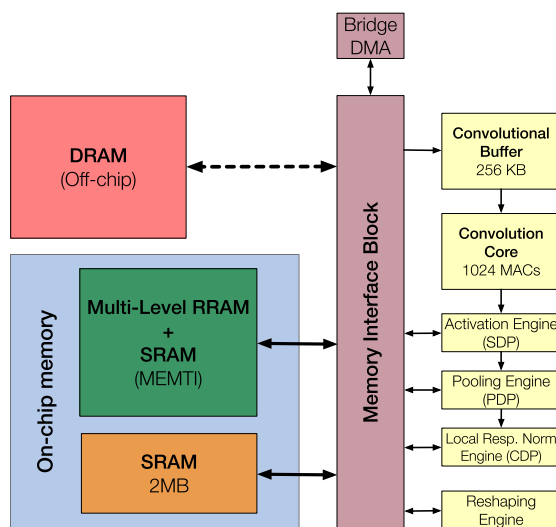 Bridge
DMA
DRAM
(Off-chip)
Convolutional
Buffer
256 KB
Convolution
Core
1024 MACs
On-chip memory
Multi-Level RRAM
+
SRAM
(MEMTI)
SRAM
2MB
Memory Interface Block
Activation Engine
(SDP)
Pooling Engine
(PDP)
Local Resp. Norm
Engine (CDP)
Reshaping
Engine